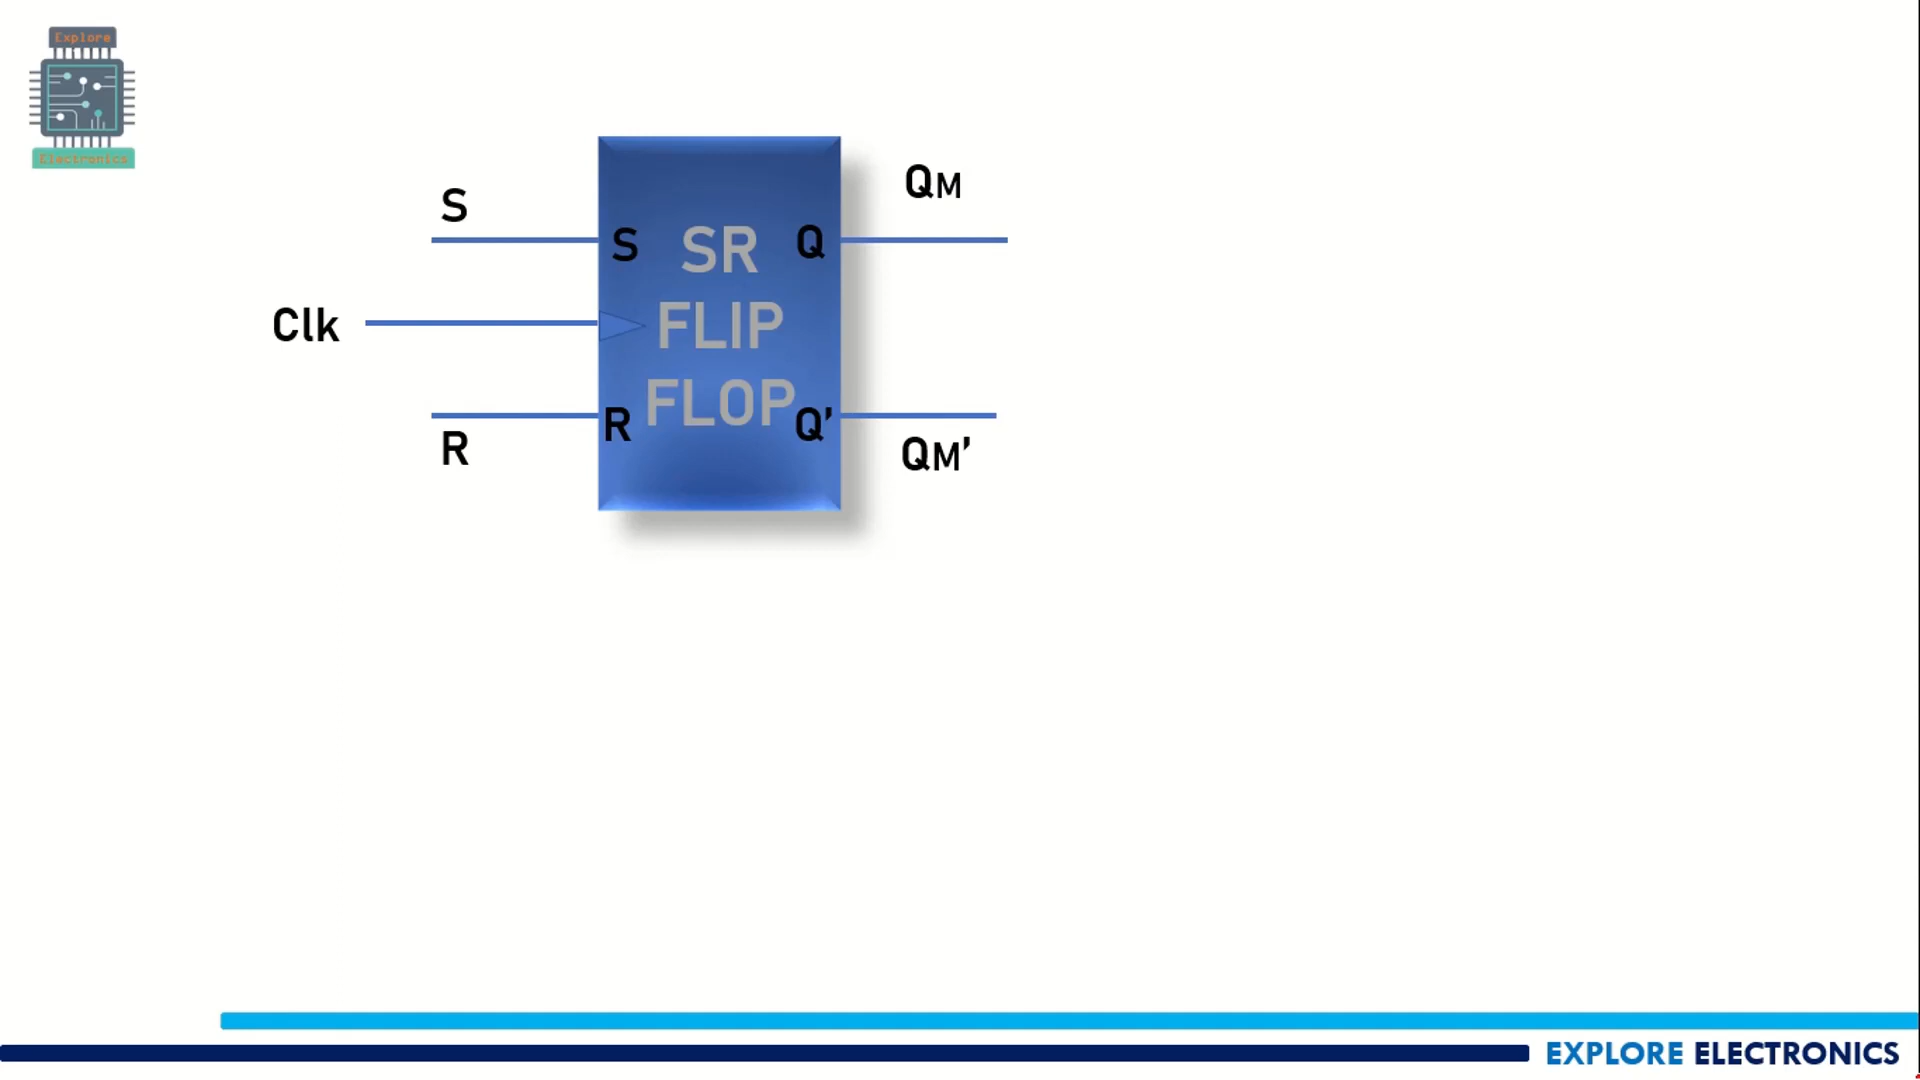 Explore
Electronics
S
QM
S
SR
Q
Clk
FLIP
FLOP
R
Q’
R
QM’
EXPLORE ELECTRONICS